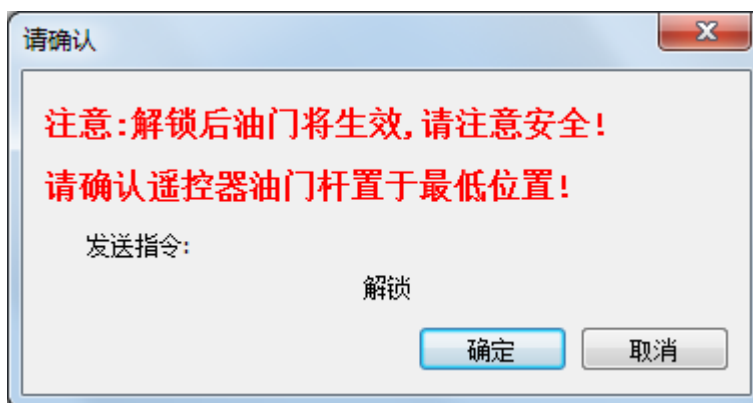 请确认
注意:解锁后油门将生效,请注意安全!
请确认遥控器油门杆置于最低位置!
发送指令:
解锁
确定
取消